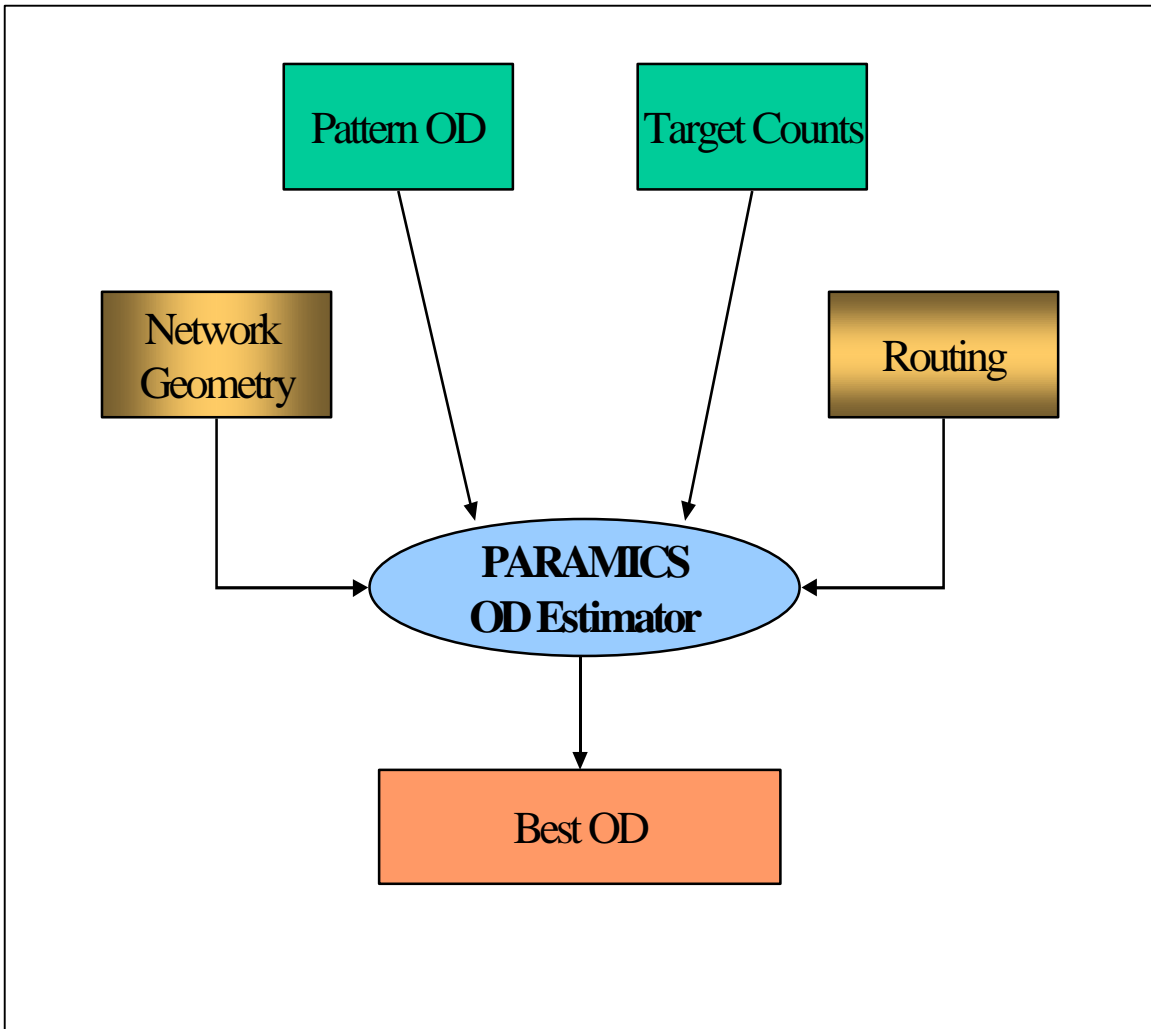 Pattern OD
Target Counts
Network
Geometry
Routing
PARAMICS
OD Estimator
Best OD